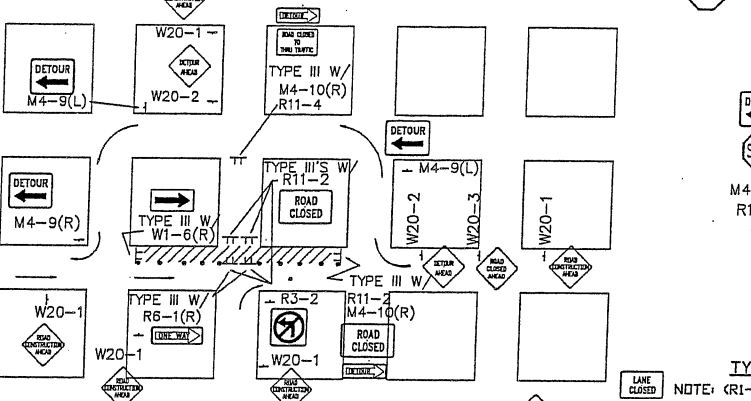 DETOUR
ROAD CLOSED
TO
THRU TRAFFIC
W20-1
DETOUR
AHEAD
W20-2
DETOUR
M4-9(L)
TYPE III W/
M4-10(R)
R11-4
DETOUR
M4-9(R)
TYPE III W/
W1-6(R)
TYPE III'S W/
R11-2
ROAD
CLOSED
DETOUR
M4-9(L)
W20-2
W20-3
W20-1
DETOUR
AHEAD
ROAD
CLOSED
AHEAD
ROAD
CONSTRUCTION
AHEAD
W20-1
ROAD
CONSTRUCTION
AHEAD
TYPE III W/
R6-1(R)
ONE WAY
W20-1
ROAD
CONSTRUCTION
AHEAD
R3-2
W20-1
ROAD
CONSTRUCTION
AHEAD
TYPE III W/
R11-2
M4-10(R)
ROAD
CLOSED
DETOUR
M4
R1
TY
LANE
CLOSED
NOTE: (R1-